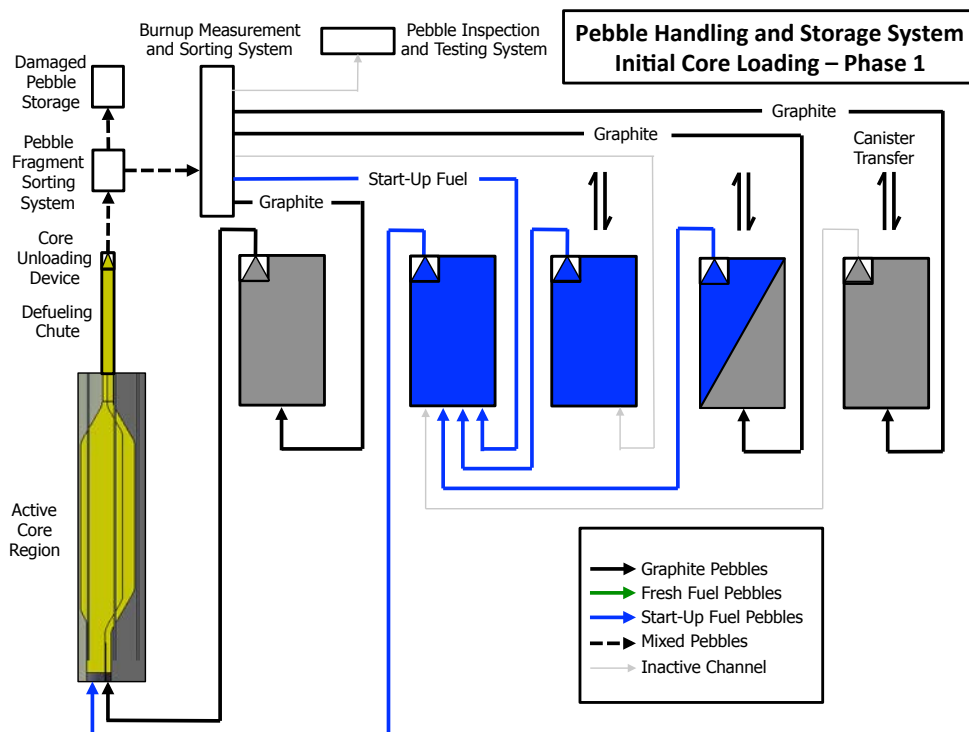 Pebble Handling and Storage System
Initial Core Loading – Phase 1
Burnup Measurement
and Sorting System
Pebble Inspection
and Testing System
Damaged
Pebble
Storage
Pebble
Fragment
Sorting
System
Core
Unloading
Device
Defueling
Chute
Active
Core
Region
Graphite
Graphite
Start-Up Fuel
Graphite
Canister
Transfer
Graphite Pebbles
Fresh Fuel Pebbles
Start-Up Fuel Pebbles
Mixed Pebbles
Inactive Channel